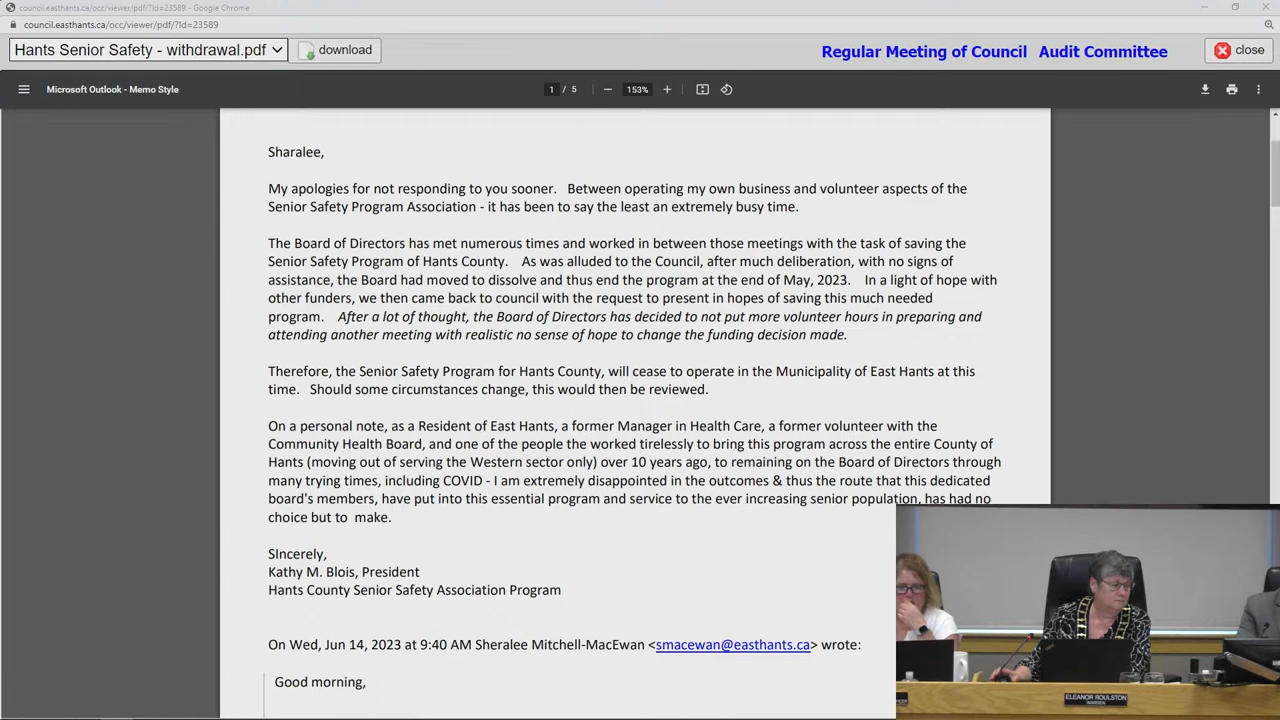 council.easthants.ca/occ/viewer/pdf/?Id=23589 - Google Chrome
council.easthants.ca/occ/viewer/pdf/?Id=23589
Hants Senior Safety - withdrawal.pdf download Regular Meeting of Council Audit Committee close
Microsoft Outlook - Memo Style 1 / 5 — 153% +
Sharalee,
My apologies for not responding to you sooner. Between operating my own business and volunteer aspects of the
Senior Safety Program Association - it has been to say the least an extremely busy time.
The Board of Directors has met numerous times and worked in between those meetings with the task of saving the
Senior Safety Program of Hants County. As was alluded to the Council, after much deliberation, with no signs of
assistance, the Board had moved to dissolve and thus end the program at the end of May, 2023. In a light of hope with
other funders, we then came back to council with the request to present in hopes of saving this much needed
program. After a lot of thought, the Board of Directors has decided to not put more volunteer hours in preparing and
attending another meeting with realistic no sense of hope to change the funding decision made.
Therefore, the Senior Safety Program for Hants County, will cease to operate in the Municipality of East Hants at this
time. Should some circumstances change, this would then be reviewed.
On a personal note, as a Resident of East Hants, a former Manager in Health Care, a former volunteer with the
Community Health Board, and one of the people the worked tirelessly to bring this program across the entire County of
Hants (moving out of serving the Western sector only) over 10 years ago, to remaining on the Board of Directors through
many trying times, including COVID - I am extremely disappointed in the outcomes & thus the route that this dedicated
board's members, have put into this essential program and service to the ever increasing senior population, has had no
choice but to make.
SIncerely,
Kathy M. Blois, President
Hants County Senior Safety Association Program
On Wed, Jun 14, 2023 at 9:40 AM Sheralee Mitchell-MacEwan <smacewan@easthants.ca> wrote:
Good morning,
ELEANOR ROULSTON
WARDEN